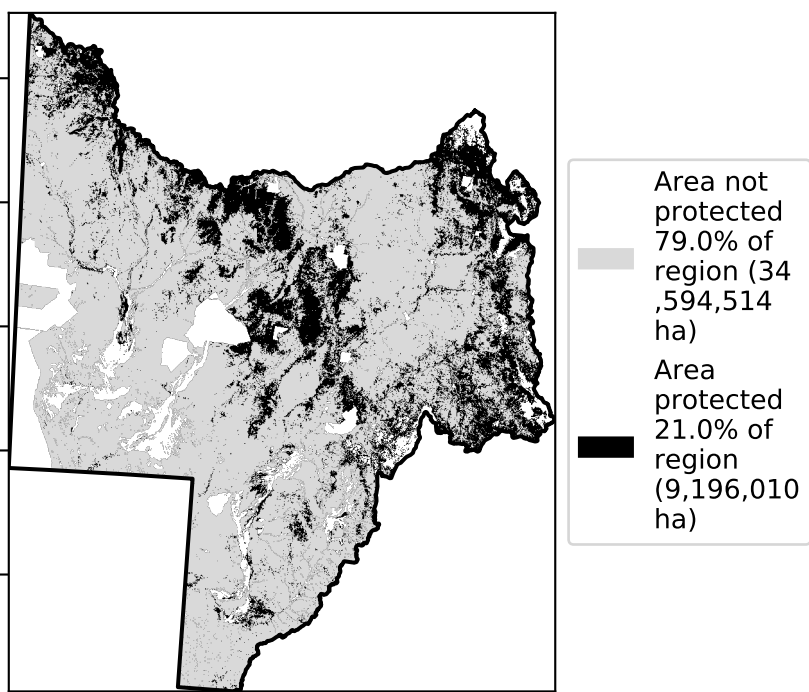 Area not
protected
79.0% of
region (34
,594,514
ha)
Area
protected
21.0% of
region
(9,196,010
ha)